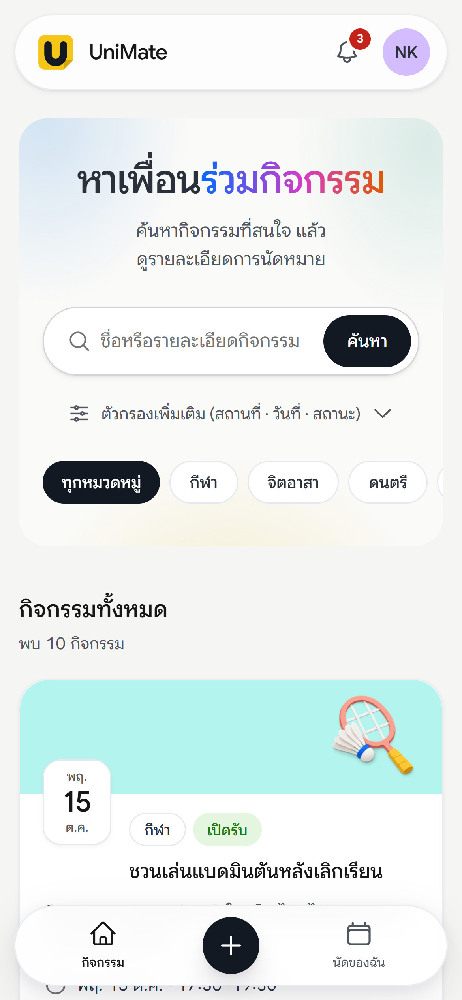 UniMate
3
NK
หาเพื่อนร่วมกิจกรรม
ค้นหากิจกรรมที่สนใจ แล้ว
ดูรายละเอียดการนัดหมาย
ชื่อหรือรายละเอียดกิจกรรม
ค้นหา
ตัวกรองเพิ่มเติม (สถานที่ · วันที่ · สถานะ)
ทุกหมวดหมู่
กีฬา
จิตอาสา
ดนตรี
กิจกรรมทั้งหมด
พบ 10 กิจกรรม
พฤ.
15
ต.ค.
กีฬา
เปิดรับ
ชวนเล่นแบดมินตันหลังเลิกเรียน
กิจกรรม
นัดของฉัน
พฤ. 15 ต.ค. · 17:30–19:30